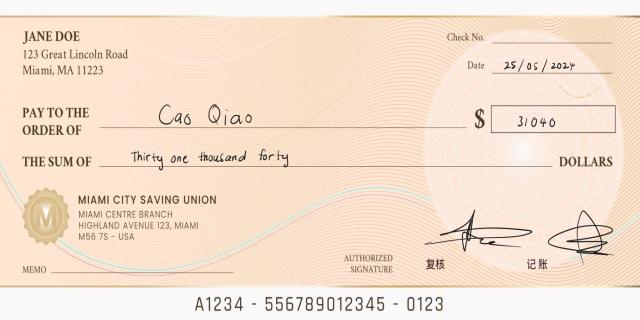 JANE DOE
123 Great Lincoln Road
Miami, MA 11223
Check No.
Date 25/05/2024
PAY TO THE
ORDER OF Cao Qiao $ 31040
THE SUM OF Thirty one thousand forty DOLLARS
M
MIAMI CITY SAVING UNION
MIAMI CENTRE BRANCH
HIGHLAND AVENUE 123, MIAMI
M56 7S - USA
MEMO
AUTHORIZED
SIGNATURE
复核 记账
A1234 - 556789012345 - 0123